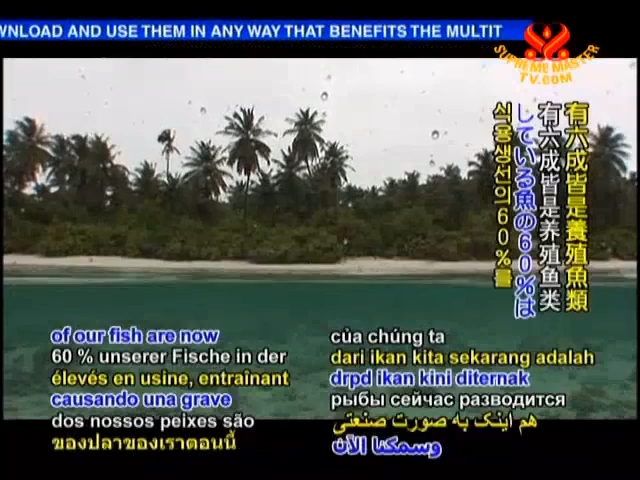 WNLOAD AND USE THEM IN ANY WAY THAT BENEFITS THE MULTIT
SUPREME MASTER
TV.COM
有六成皆是養殖魚類
有六成皆是养殖鱼类
している魚の60%は
식용생선의60%를
of our fish are now
60 % unserer Fische in der
élevés en usine, entraînant
causando una grave
dos nossos peixes são
ของปลาของเราตอนนี้
của chúng ta
dari ikan kita sekarang adalah
drpd ikan kini diternak
рыбы сейчас разводится
هم اینک به صورت صنعتی
وسمكنا الآن